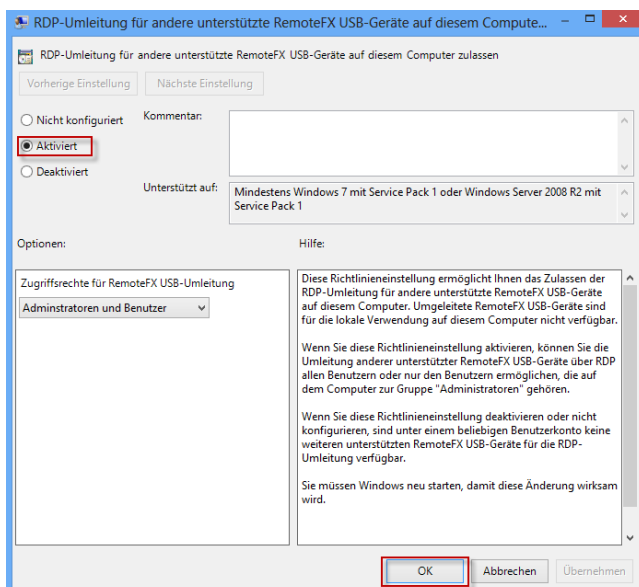 RDP-Umleitung für andere unterstützte RemoteFX USB-Geräte auf diesem Compute...
RDP-Umleitung für andere unterstützte RemoteFX USB-Geräte auf diesem Computer zulassen
Vorherige Einstellung
Nächste Einstellung
Nicht konfiguriert
Aktiviert
Deaktiviert
Kommentar:
Unterstützt auf:
Mindestens Windows 7 mit Service Pack 1 oder Windows Server 2008 R2 mit
Service Pack 1
Optionen:
Hilfe:
Zugriffsrechte für RemoteFX USB-Umleitung
Adminstratoren und Benutzer
Diese Richtlinieneinstellung ermöglicht Ihnen das Zulassen der
RDP-Umleitung für andere unterstützte RemoteFX USB-Geräte
auf diesem Computer. Umgeleitete RemoteFX USB-Geräte sind
für die lokale Verwendung auf diesem Computer nicht verfügbar.
Wenn Sie diese Richtlinieneinstellung aktivieren, können Sie die
Umleitung anderer unterstützter RemoteFX USB-Geräte über RDP
allen Benutzern oder nur den Benutzern ermöglichen, die auf
dem Computer zur Gruppe "Administratoren" gehören.
Wenn Sie diese Richtlinieneinstellung deaktivieren oder nicht
konfigurieren, sind unter einem beliebigen Benutzerkonto keine
weiteren unterstützten RemoteFX USB-Geräte für die RDP-
Umleitung verfügbar.
Sie müssen Windows neu starten, damit diese Änderung wirksam
wird.
OK
Abbrechen
Übernehmen